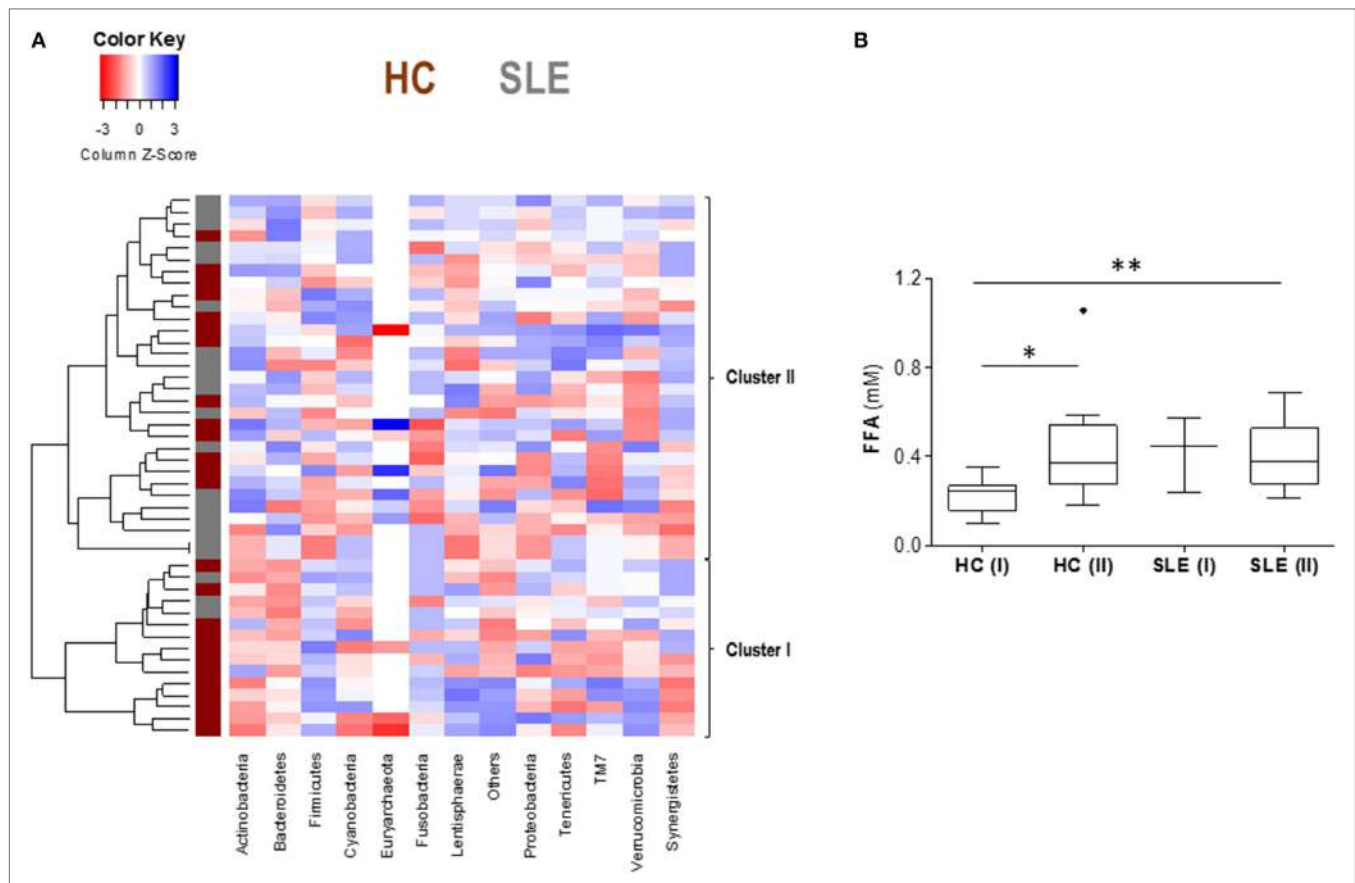 A
Color Key
-3 0 3
Column Z-Score
HC SLE
Cluster II
Cluster I
Actinobacteria
Bacteroidetes
Firmicutes
Cyanobacteria
Euryarchaeota
Fusobacteria
Lentisphaerae
Others
Proteobacteria
Tenericutes
TM7
Verrucomicrobia
Synergistetes
B
**
*
FFA (mM)
1.2
0.8
0.4
0.0
HC (I) HC (II) SLE (I) SLE (II)